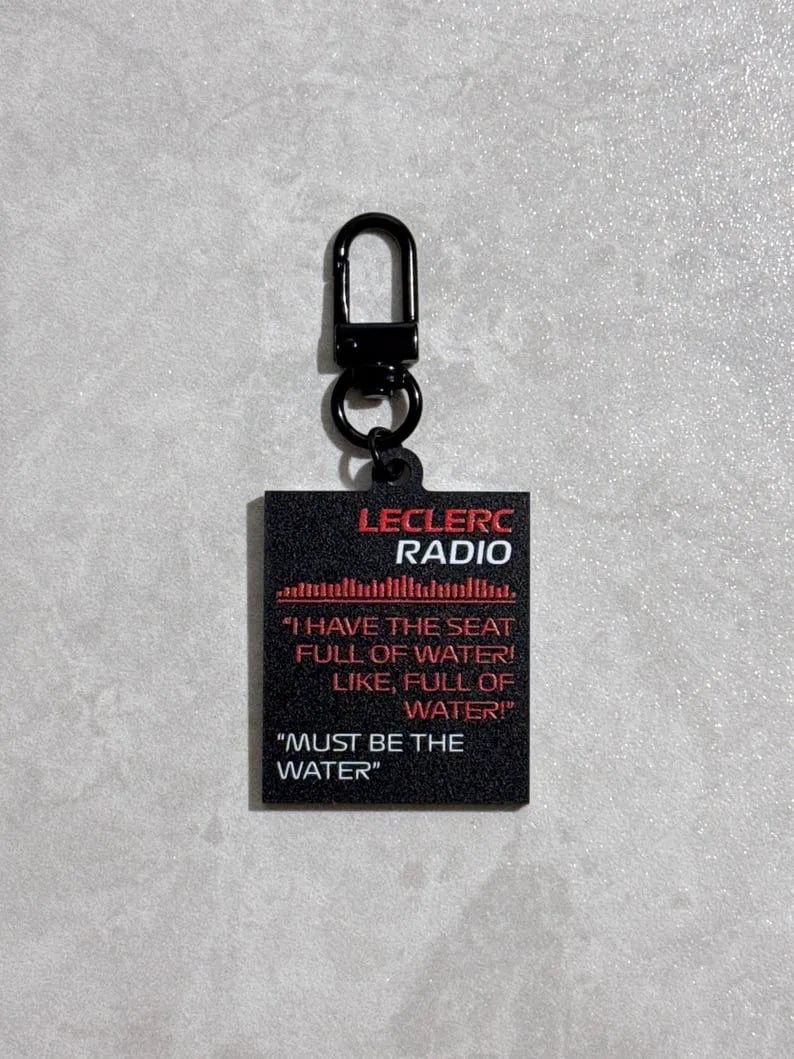 LECLERC
RADIO
"I HAVE THE SEAT
FULL OF WATER!
LIKE, FULL OF
WATER!"
"MUST BE THE
WATER"